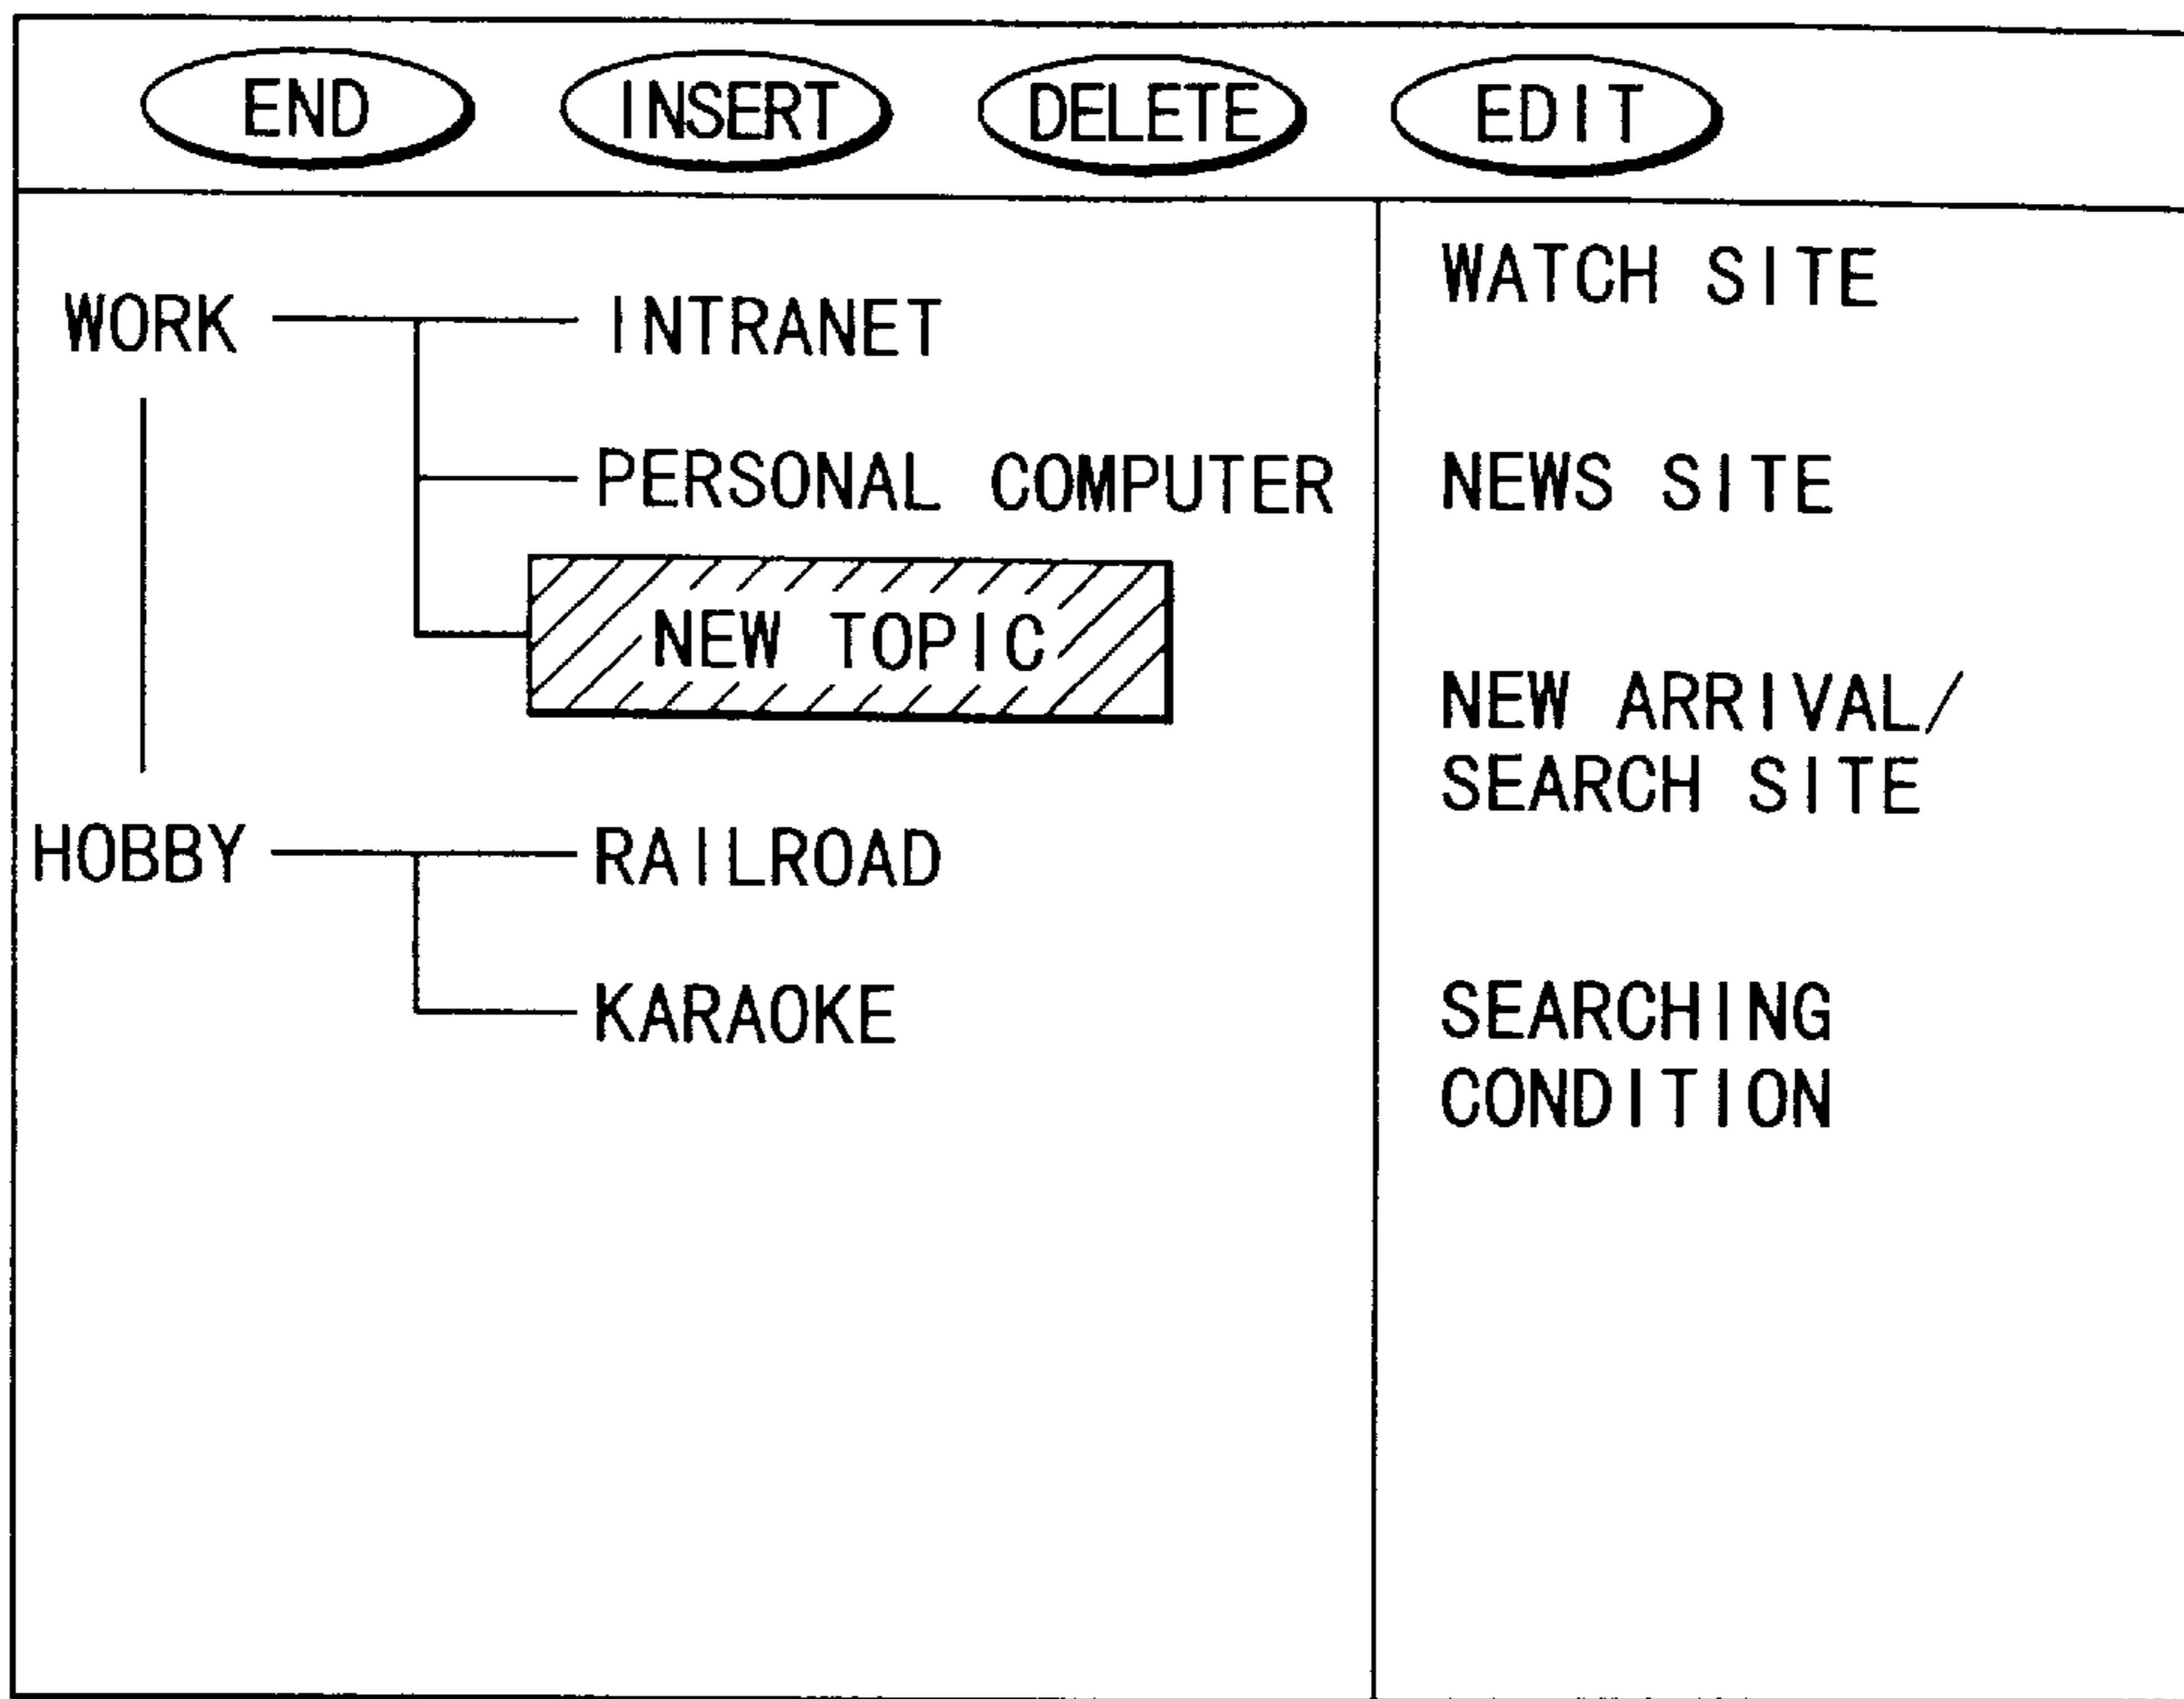 END INSERT DELETE EDIT
WORK INTRANET
PERSONAL COMPUTER
NEW TOPIC
HOBBY RAILROAD
KARAOKE
WATCH SITE
NEWS SITE
NEW ARRIVAL/
SEARCH SITE
SEARCHING
CONDITION